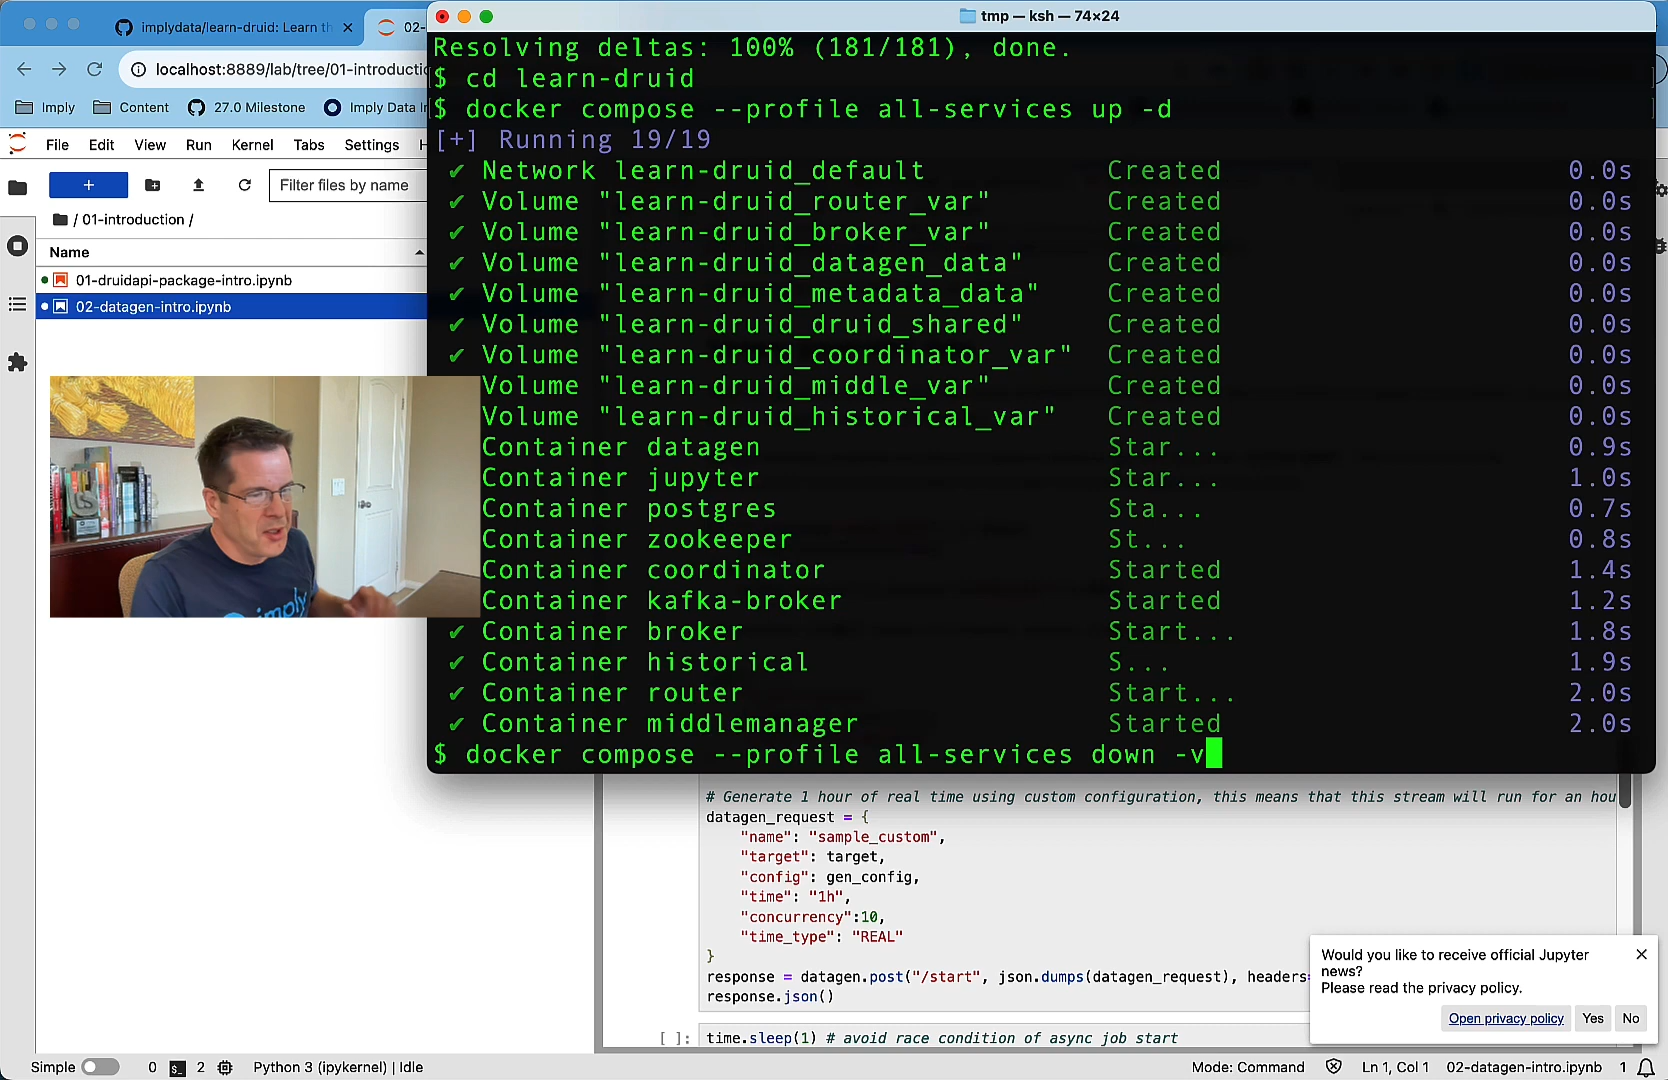 implydata/learn-druid: Learn th
02-
localhost:8889/lab/tree/01-introductic
Imply
Content
27.0 Milestone
Imply Data I
File Edit View Run Kernel Tabs Settings H
+
Filter files by name
/ 01-introduction /
Name
01-druidapi-package-intro.ipynb
02-datagen-intro.ipynb
imply
tmp — ksh — 74×24
Resolving deltas: 100% (181/181), done.
$ cd learn-druid
$ docker compose --profile all-services up -d
[+] Running 19/19
✔ Network learn-druid_default Created 0.0s
✔ Volume "learn-druid_router_var" Created 0.0s
✔ Volume "learn-druid_broker_var" Created 0.0s
✔ Volume "learn-druid_datagen_data" Created 0.0s
✔ Volume "learn-druid_metadata_data" Created 0.0s
✔ Volume "learn-druid_druid_shared" Created 0.0s
✔ Volume "learn-druid_coordinator_var" Created 0.0s
Volume "learn-druid_middle_var" Created 0.0s
Volume "learn-druid_historical_var" Created 0.0s
Container datagen Star... 0.9s
Container jupyter Star... 1.0s
Container postgres Sta... 0.7s
Container zookeeper St... 0.8s
Container coordinator Started 1.4s
Container kafka-broker Started 1.2s
✔ Container broker Start... 1.8s
✔ Container historical S... 1.9s
✔ Container router Start... 2.0s
✔ Container middlemanager Started 2.0s
$ docker compose --profile all-services down -v
# Generate 1 hour of real time using custom configuration, this means that this stream will run for an hou
datagen_request = {
"name": "sample_custom",
"target": target,
"config": gen_config,
"time": "1h",
"concurrency":10,
"time_type": "REAL"
}
response = datagen.post("/start", json.dumps(datagen_request), headers=
response.json()
[ ]: time.sleep(1) # avoid race condition of async job start
Would you like to receive official Jupyter
news?
Please read the privacy policy.
Open privacy policy Yes No
Simple 0 2 Python 3 (ipykernel) | Idle
Mode: Command Ln 1, Col 1 02-datagen-intro.ipynb 1